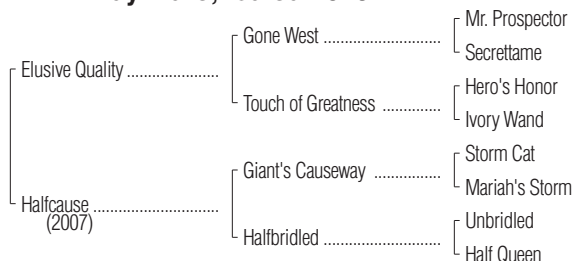 Mr. Prospector
Gone West
Secrettame
Elusive Quality
Hero's Honor
Touch of Greatness
Ivory Wand
Storm Cat
Giant's Causeway
Mariah's Storm
Halfcause
(2007)
Unbridled
Halfbridled
Half Queen